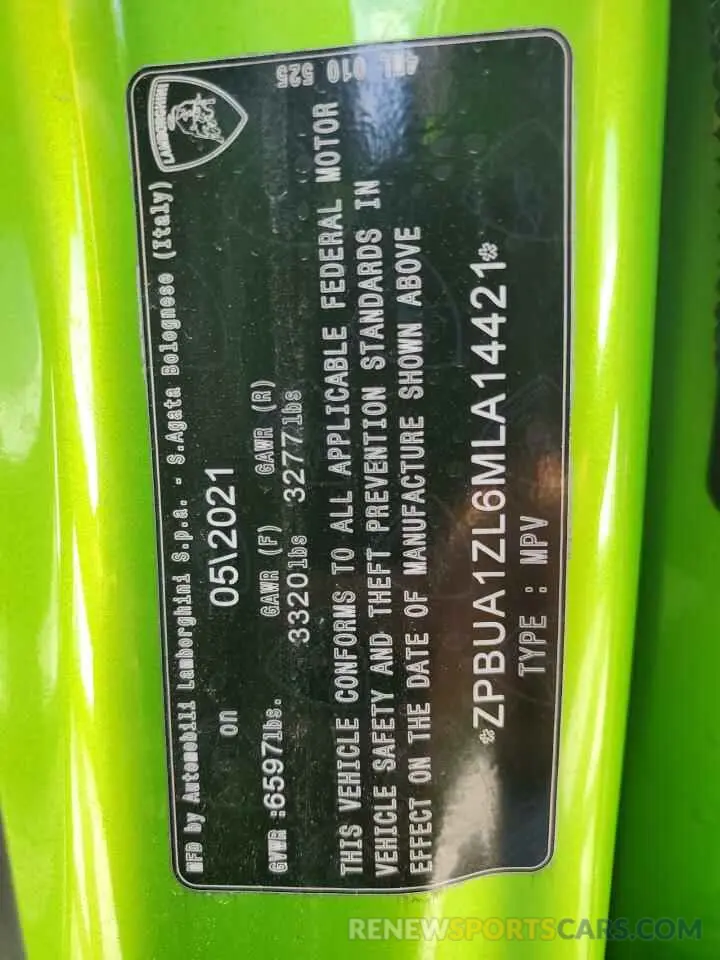 LAMBORGHINI
MFD by Automobili Lamborghini S.p.a. - S.Agata Bolognese (Italy)
on 05\2021
GVWR :6597lbs. GAWR (F) GAWR (R)
3320lbs 3277lbs
THIS VEHICLE CONFORMS TO ALL APPLICABLE FEDERAL MOTOR
VEHICLE SAFETY AND THEFT PREVENTION STANDARDS IN
EFFECT ON THE DATE OF MANUFACTURE SHOWN ABOVE
*ZPBUA1ZL6MLA14421*
TYPE : MPV
010
525
RENEWSPORTSCARS.COM